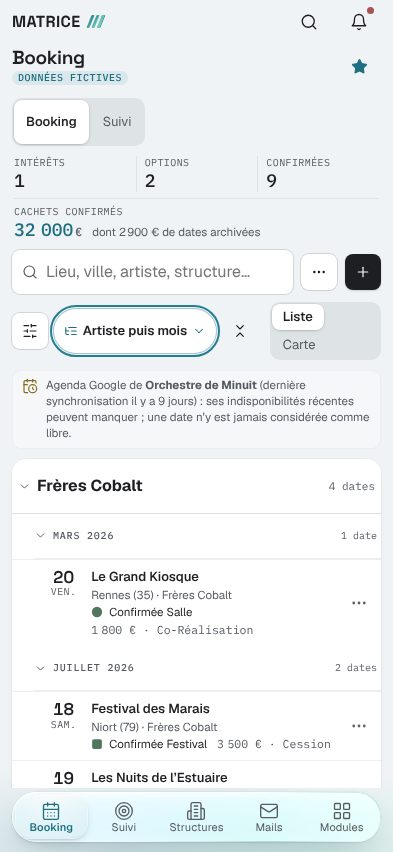 MATRICE
Booking
DONNÉES FICTIVES
Booking Suivi
INTÉRÊTS OPTIONS CONFIRMÉES
1 2 9
CACHETS CONFIRMÉS
32 000 € dont 2 900 € de dates archivées
Lieu, ville, artiste, structure...
Artiste puis mois
Liste
Carte
Agenda Google de Orchestre de Minuit (dernière
synchronisation il y a 9 jours) : ses indisponibilités récentes
peuvent manquer ; une date n'y est jamais considérée comme
libre.
Frères Cobalt 4 dates
MARS 2026 1 date
20 Le Grand Kiosque
VEN. Rennes (35) · Frères Cobalt
Confirmée Salle
1 800 € · Co-Réalisation
JUILLET 2026 2 dates
18 Festival des Marais
SAM. Niort (79) · Frères Cobalt
Confirmée Festival 3 500 € · Cession
19 Les Nuits de l'Estuaire
Booking Suivi Structures Mails Modules